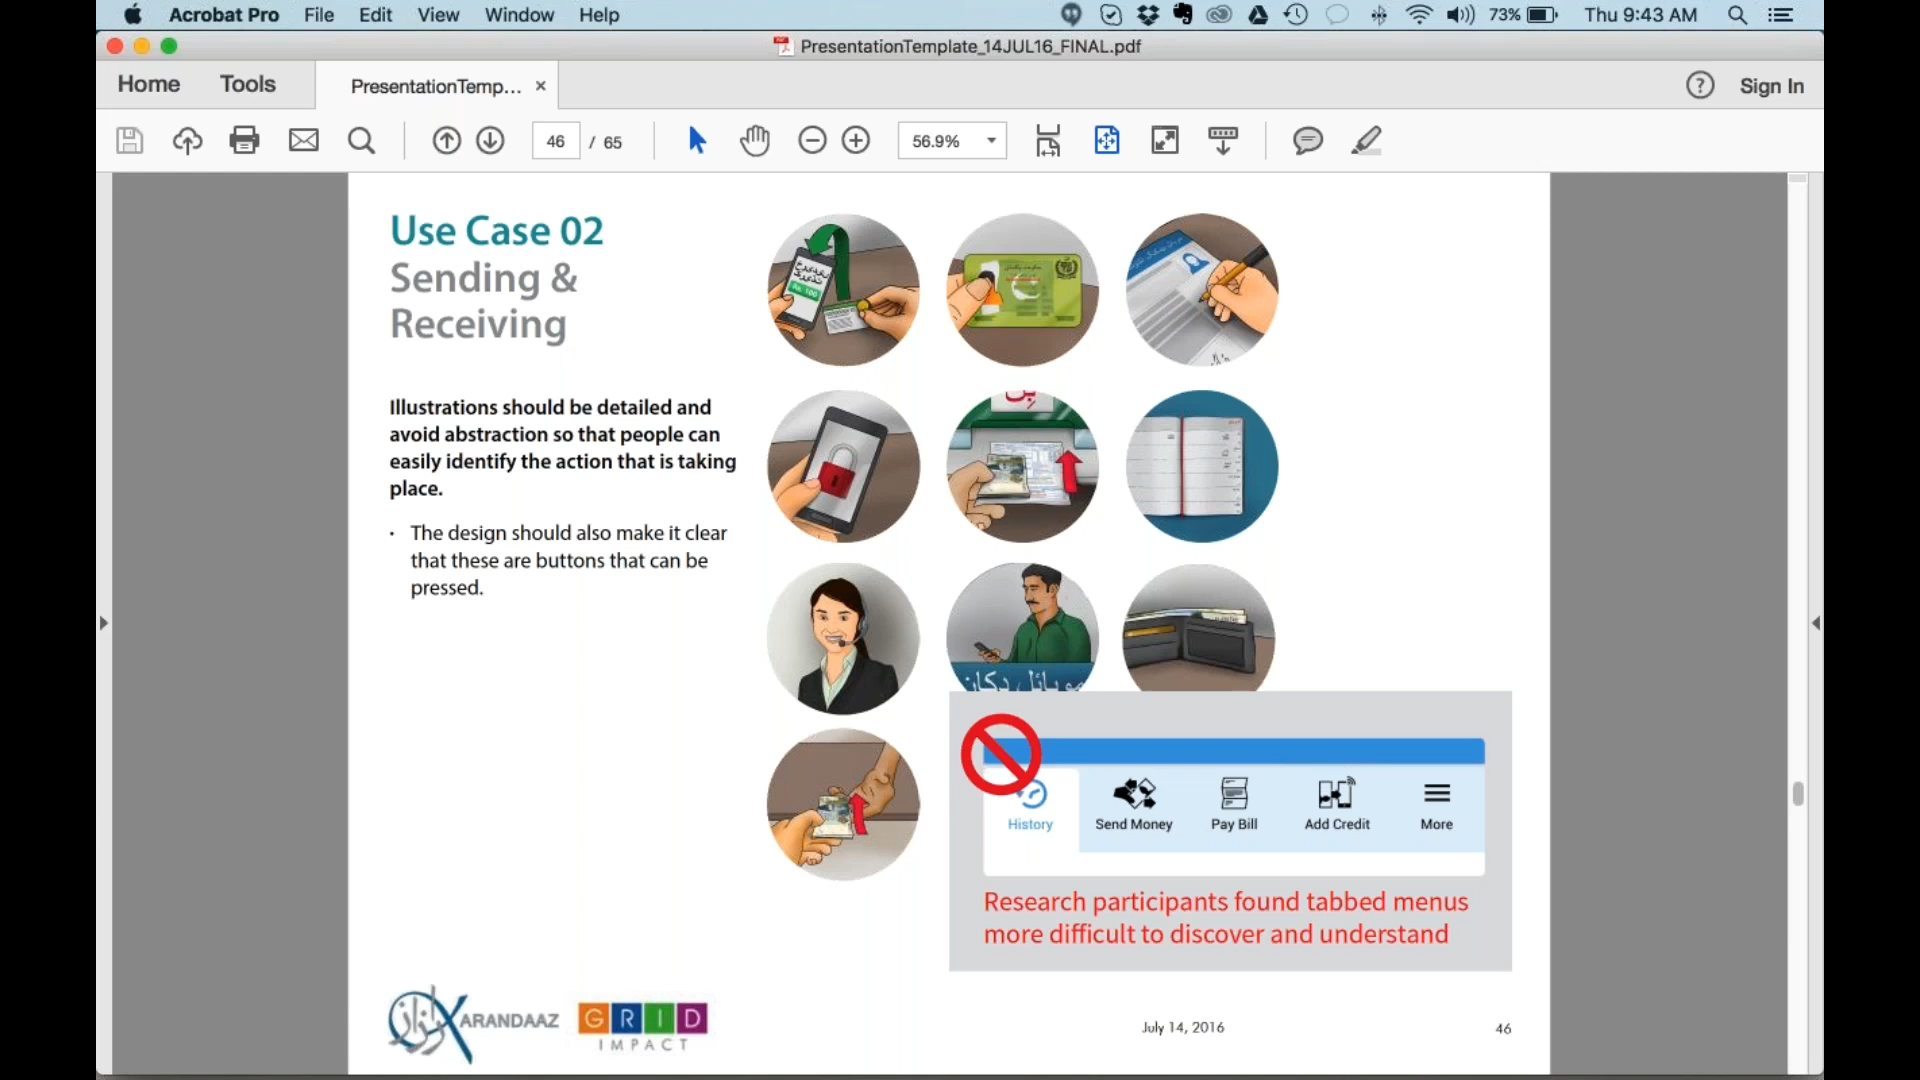 Acrobat Pro File Edit View Window Help
73% Thu 9:43 AM
PresentationTemplate_14JUL16_FINAL.pdf
Home Tools PresentationTemp... × ? Sign In
46 / 65 56.9%
Use Case 02
Sending &
Receiving
Illustrations should be detailed and
avoid abstraction so that people can
easily identify the action that is taking
place.
· The design should also make it clear
that these are buttons that can be
pressed.
Rs. 100
موبائل دکان
History Send Money Pay Bill Add Credit More
Research participants found tabbed menus
more difficult to discover and understand
KARANDAAZ
GRID
IMPACT
July 14, 2016
46